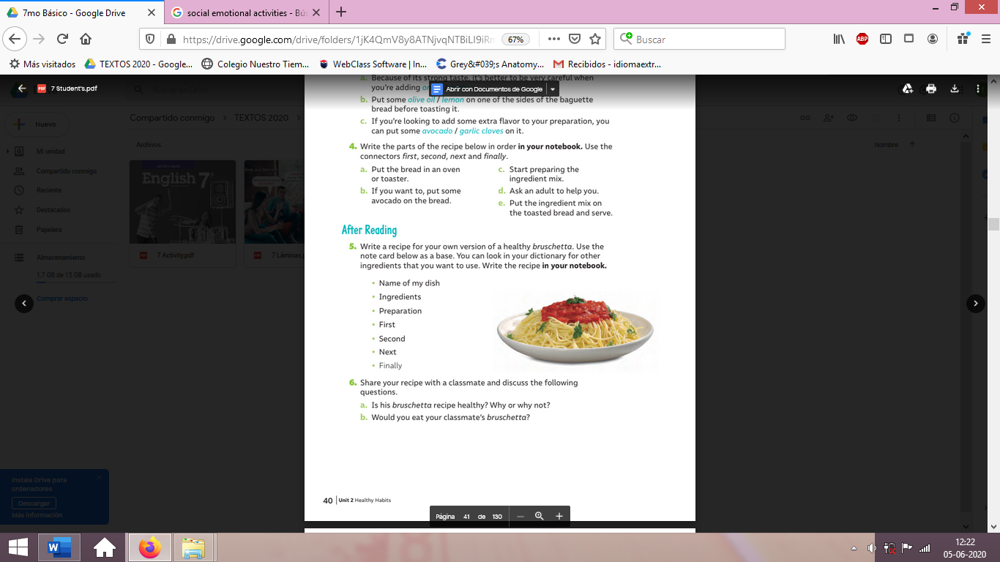 7mo Básico - Google Drive
social emotional activities - Bús
https://drive.google.com/drive/folders/1jK4QmV8y8ATNjvqNTBiLI9iRm
67%
Buscar
Más visitados
TEXTOS 2020 - Google...
Colegio Nuestro Tiem...
WebClass Software | In...
Grey&#039;s Anatomy...
Recibidos - idiomaextr...
7 Student's.pdf
Abrir con Documentos de Google
Compartido conmigo > TEXTOS 2020
Nuevo
Mi unidad
Compartido conmigo
Reciente
Destacados
Papelera
Almacenamiento
1,7 GB de 15 GB usado
Comprar espacio
Archivos
Nombre
English 7°
7 Activity.pdf
7 Láminas.p
a. Because of its strong taste, it's better to be very careful when
you're adding
b. Put some olive oil / lemon on one of the sides of the baguette
bread before toasting it.
c. If you're looking to add some extra flavor to your preparation, you
can put some avocado / garlic cloves on it.
4. Write the parts of the recipe below in order in your notebook. Use the
connectors first, second, next and finally.
a. Put the bread in an oven
or toaster.
b. If you want to, put some
avocado on the bread.
c. Start preparing the
ingredient mix.
d. Ask an adult to help you.
e. Put the ingredient mix on
the toasted bread and serve.
After Reading
5. Write a recipe for your own version of a healthy bruschetta. Use the
note card below as a base. You can look in your dictionary for other
ingredients that you want to use. Write the recipe in your notebook.
• Name of my dish
• Ingredients
• Preparation
• First
• Second
• Next
• Finally
6. Share your recipe with a classmate and discuss the following
questions.
a. Is his bruschetta recipe healthy? Why or why not?
b. Would you eat your classmate's bruschetta?
40 | Unit 2 Healthy Habits
Página 41 de 130
Instala Drive para
ordenadores
Descargar
Más información
12:22
05-06-2020